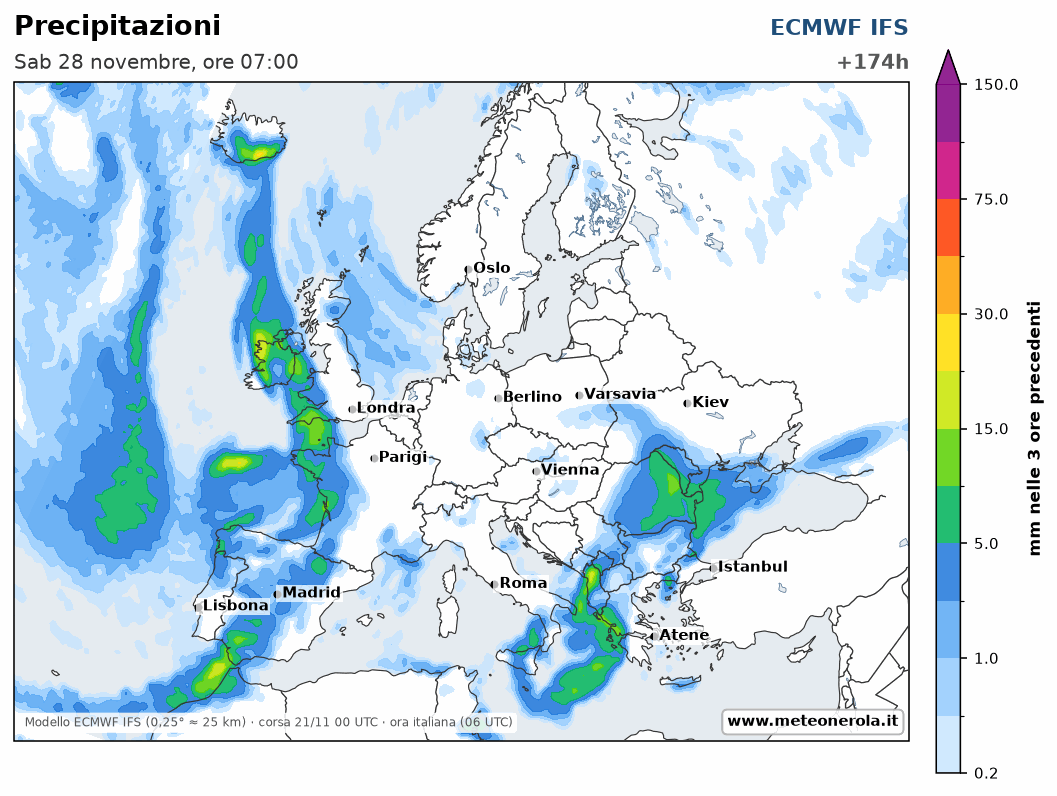 Precipitazioni
ECMWF IFS
Sab 28 novembre, ore 07:00
+174h
150.0
75.0
30.0
15.0
5.0
1.0
0.2
mm nelle 3 ore precedenti
Oslo
Londra
Berlino
Varsavia
Kiev
Parigi
Vienna
Istanbul
Roma
Madrid
Lisbona
Atene
Modello ECMWF IFS (0,25° ≈ 25 km) · corsa 21/11 00 UTC · ora italiana (06 UTC)
www.meteonerola.it